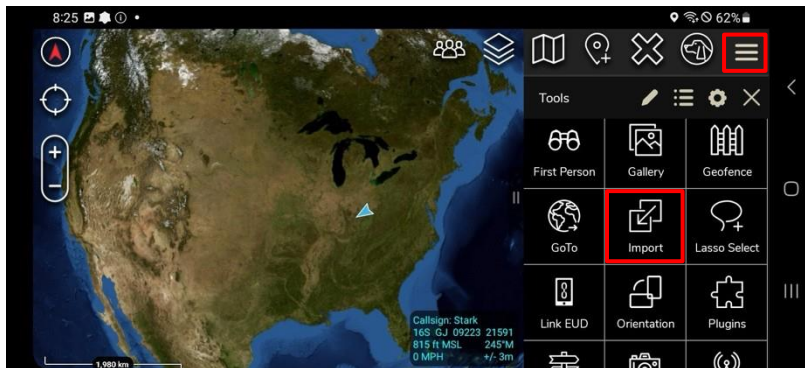 8:25
62%
Tools
First Person
Gallery
Geofence
GoTo
Import
Lasso Select
Link EUD
Orientation
Plugins
Callsign: Stark
16S GJ 09223 21591
815 ft MSL 245°M
0 MPH +/- 3m
1,980 km